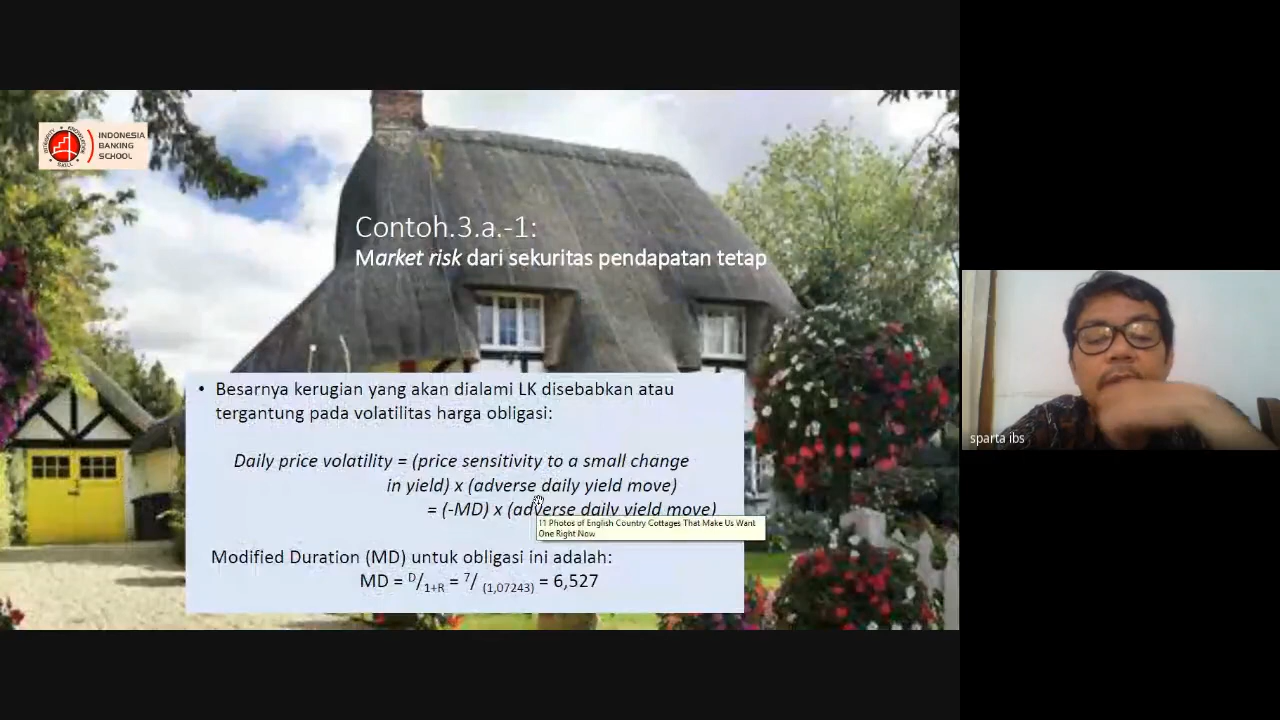 INDONESIA
BANKING
SCHOOL
Contoh.3.a.-1:
Market risk dari sekuritas pendapatan tetap
• Besarnya kerugian yang akan dialami LK disebabkan atau
tergantung pada volatilitas harga obligasi:
Daily price volatility = (price sensitivity to a small change
in yield) x (adverse daily yield move)
= (-MD) x (adverse daily yield move)
11 Photos of English Country Cottages That Make Us Want
One Right Now
Modified Duration (MD) untuk obligasi ini adalah:
MD = D/1+R = 7/ (1,07243) = 6,527
sparta ibs